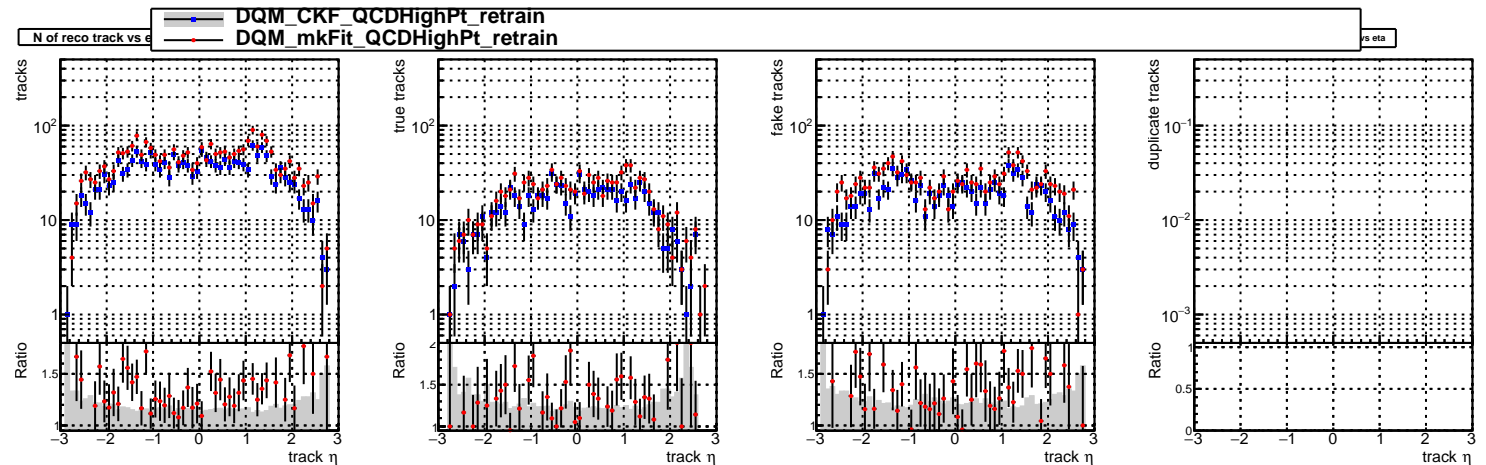 DQM_CKF_QCDHighPt_retrain
DQM_mkFit_QCDHighPt_retrain
N of reco track vs e
vs eta
tracks
10²
10
1
Ratio
1.5
1
−3 −2 −1 0 1 2 3
track η
true tracks
10²
10
1
Ratio
2
1.5
1
−3 −2 −1 0 1 2 3
track η
fake tracks
10²
10
1
Ratio
1.5
1
−3 −2 −1 0 1 2 3
track η
duplicate tracks
10⁻¹
10⁻²
10⁻³
Ratio
1
0.5
0
−3 −2 −1 0 1 2 3
track η